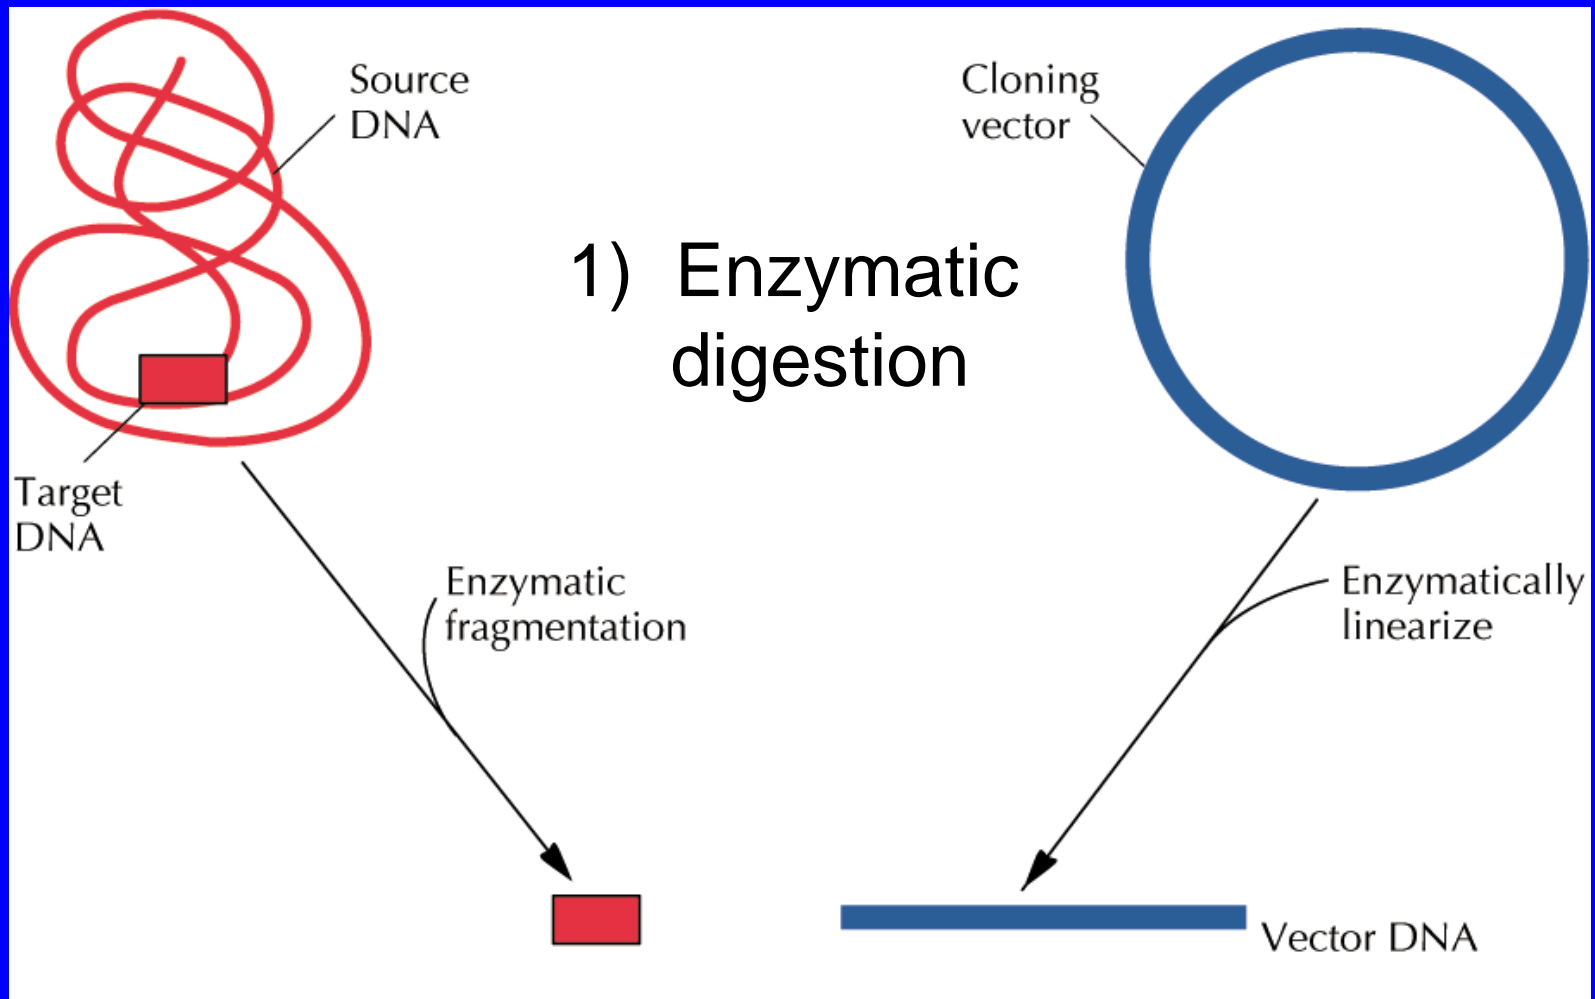 Source
DNA
Cloning
vector
1)  Enzymatic
digestion
Target
DNA
Enzymatic
fragmentation
Enzymatically
linearize
Vector DNA